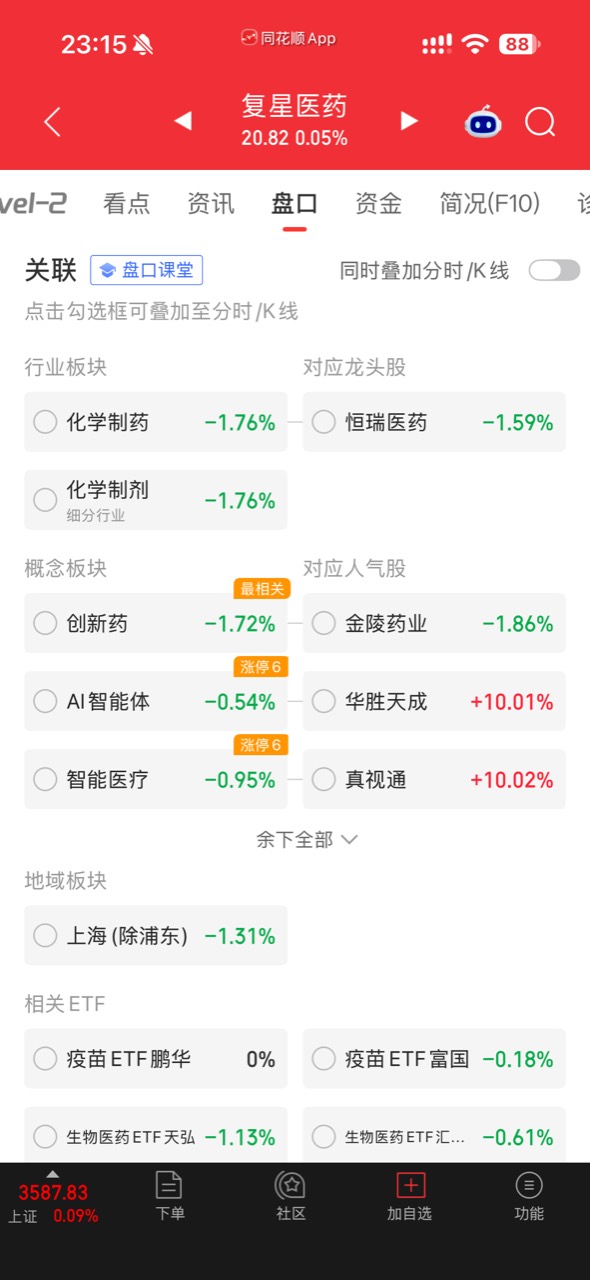 23:15 同花顺App 88
复星医药
20.82 0.05%
vel-2 看点 资讯 盘口 资金 简况(F10)
关联 盘口课堂 同时叠加分时/K线
点击勾选框可叠加至分时/K线
行业板块 对应龙头股
化学制药 -1.76% 恒瑞医药 -1.59%
化学制剂 -1.76%
细分行业
概念板块 对应人气股
最相关
创新药 -1.72% 金陵药业 -1.86%
涨停6
AI智能体 -0.54% 华胜天成 +10.01%
涨停6
智能医疗 -0.95% 真视通 +10.02%
余下全部
地域板块
上海(除浦东) -1.31%
相关ETF
疫苗ETF鹏华 0% 疫苗ETF富国 -0.18%
生物医药ETF天弘 -1.13% 生物医药ETF汇... -0.61%
3587.83
上证 0.09% 下单 社区 加自选 功能